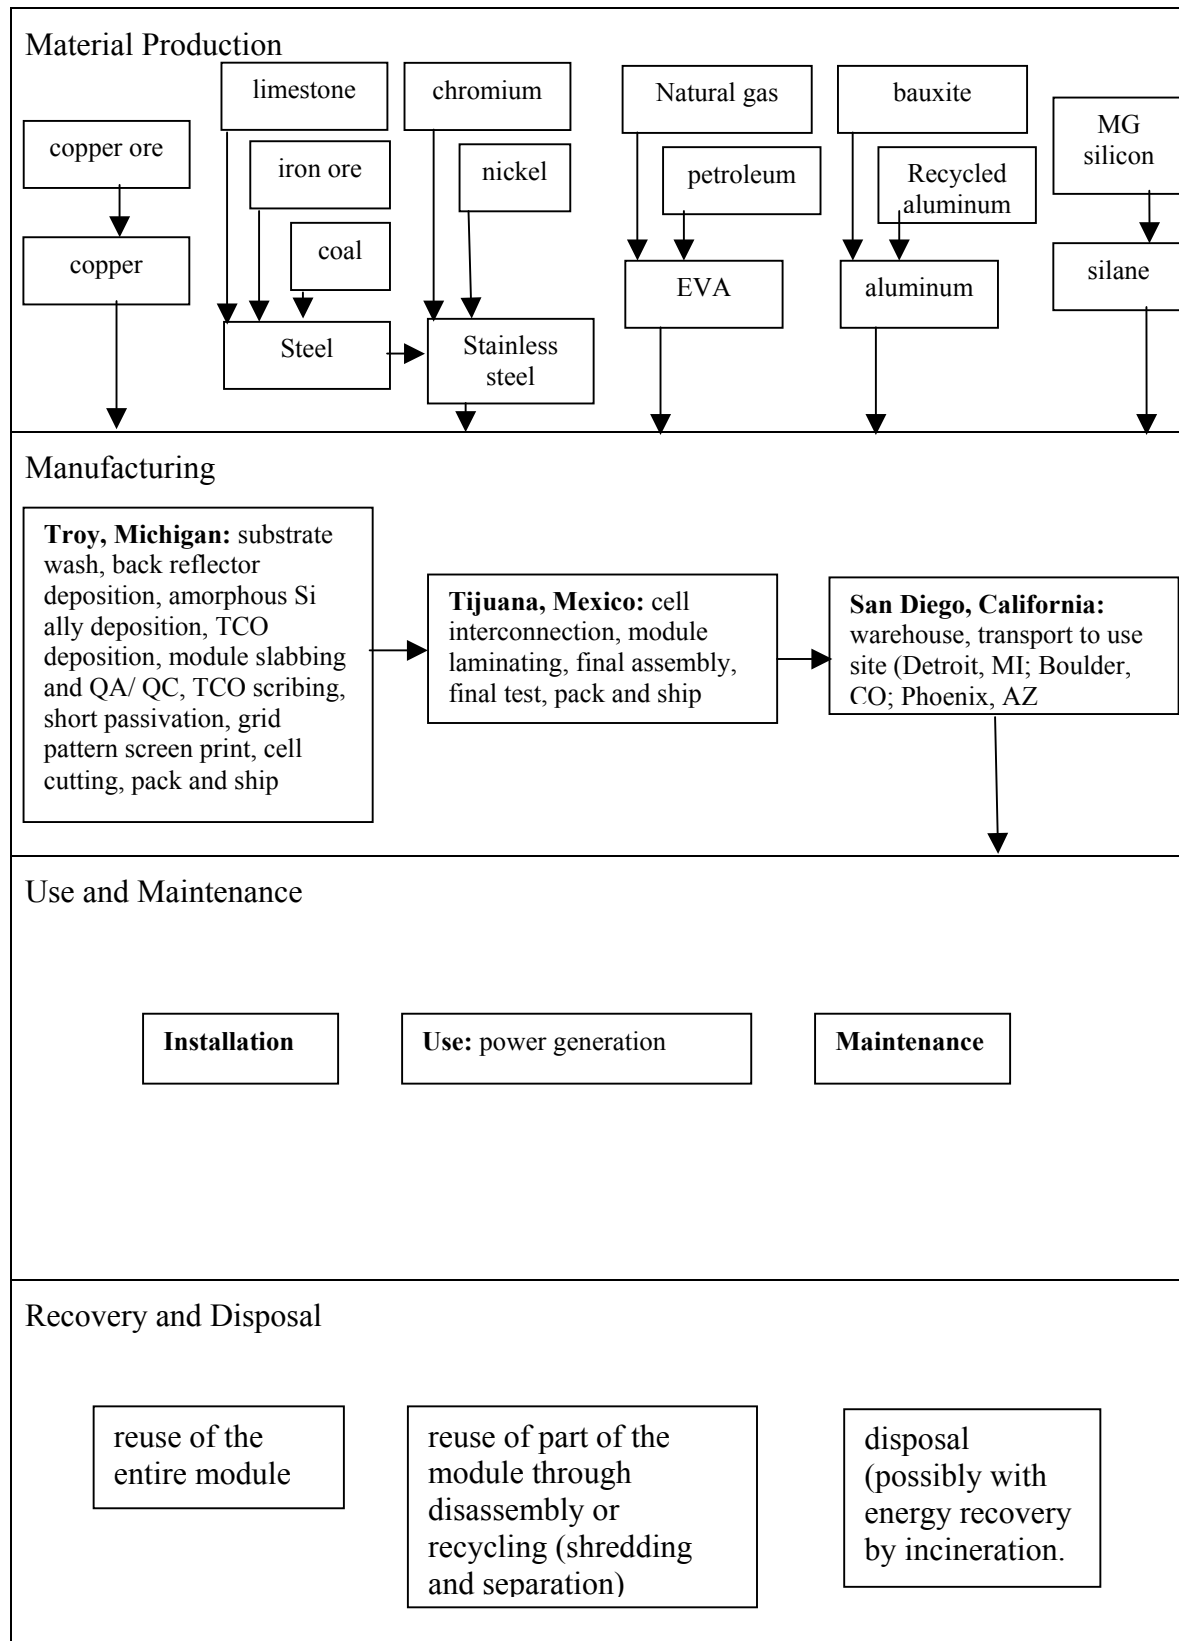 Material Production
limestone
chromium
Natural gas
bauxite
MG
silicon
copper ore
iron ore
nickel
petroleum
Recycled
aluminum
copper
coal
EVA
aluminum
silane
Steel
Stainless
steel
Manufacturing
Troy, Michigan: substrate
wash, back reflector
deposition, amorphous Si
ally deposition, TCO
deposition, module slabbing
and QA/ QC, TCO scribing,
short passivation, grid
pattern screen print, cell
cutting, pack and ship
Tijuana, Mexico: cell
interconnection, module
laminating, final assembly,
final test, pack and ship
San Diego, California:
warehouse, transport to use
site (Detroit, MI; Boulder,
CO; Phoenix, AZ
Use and Maintenance
Installation
Use: power generation
Maintenance
Recovery and Disposal
reuse of the
entire module
reuse of part of the
module through
disassembly or
recycling (shredding
and separation)
disposal
(possibly with
energy recovery
by incineration.